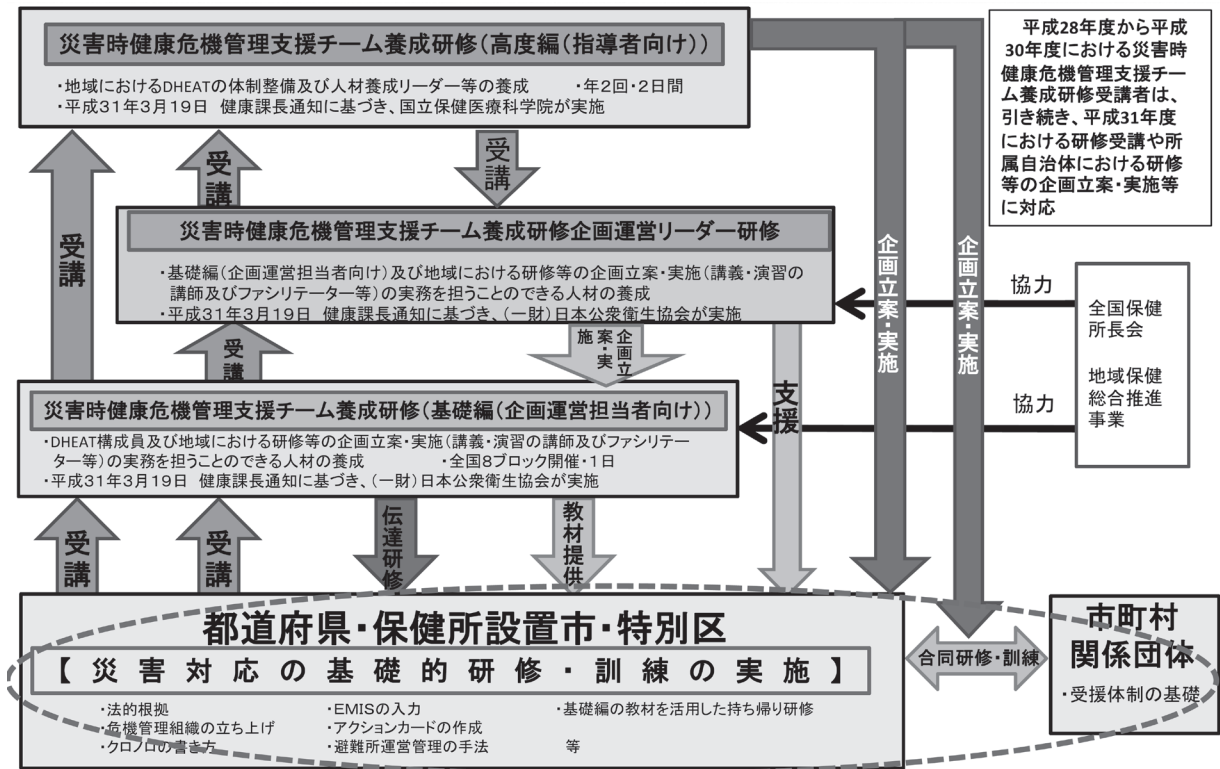 災害時健康危機管理支援チーム養成研修(高度編(指導者向け))
・地域におけるDHEATの体制整備及び人材養成リーダー等の養成　・年2回・2日間
・平成31年3月19日 健康課長通知に基づき、国立保健医療科学院が実施
平成28年度から平成
30年度における災害時
健康危機管理支援チー
ム養成研修受講者は、
引き続き、平成31年度
における研修受講や所
属自治体における研修
等の企画立案・実施等
に対応
受講
受講
受講
災害時健康危機管理支援チーム養成研修企画運営リーダー研修
・基礎編(企画運営担当者向け)及び地域における研修等の企画立案・実施(講義・演習の
講師及びファシリテーター等)の実務を担うことのできる人材の養成
・平成31年3月19日 健康課長通知に基づき、(一財)日本公衆衛生協会が実施
企画立案・実施
企画立案・実施
協力
全国保健
所長会
地域保健
総合推進
事業
協力
受講
企画立
案・実
施
支援
災害時健康危機管理支援チーム養成研修(基礎編(企画運営担当者向け))
・DHEAT構成員及び地域における研修等の企画立案・実施(講義・演習の講師及びファシリテー
ター等)の実務を担うことのできる人材の養成　・全国8ブロック開催・1日
・平成31年3月19日 健康課長通知に基づき、(一財)日本公衆衛生協会が実施
受講
受講
伝達研修
教材提供
都道府県・保健所設置市・特別区
【災害対応の基礎的研修・訓練の実施】
・法的根拠
・危機管理組織の立ち上げ
・クロノロの書き方
・EMISの入力
・アクションカードの作成
・避難所運営管理の手法
・基礎編の教材を活用した持ち帰り研修
等
合同研修・訓練
市町村
関係団体
・受援体制の基礎